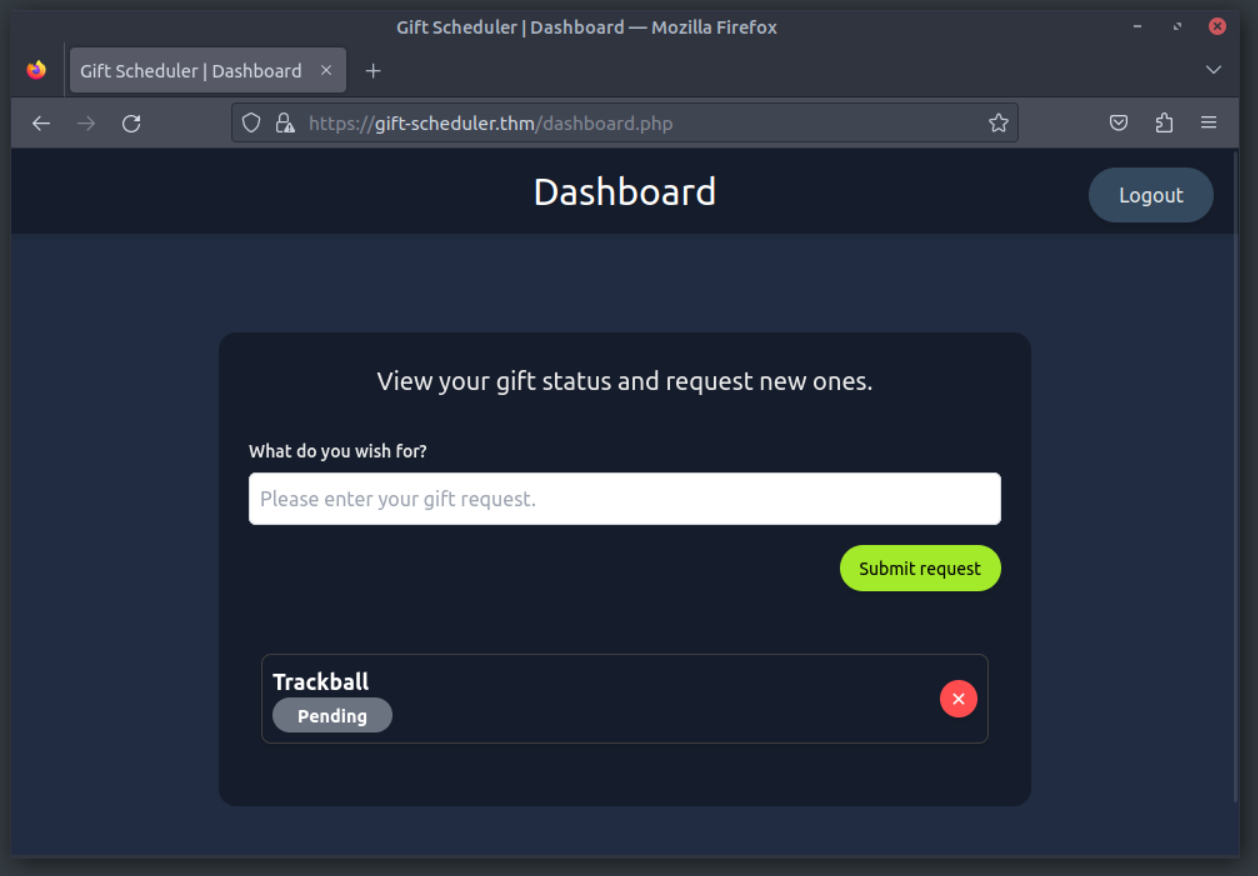 Gift Scheduler | Dashboard — Mozilla Firefox
Gift Scheduler | Dashboard
https://gift-scheduler.thm/dashboard.php
Dashboard
Logout
View your gift status and request new ones.
What do you wish for?
Please enter your gift request.
Submit request
Trackball
Pending